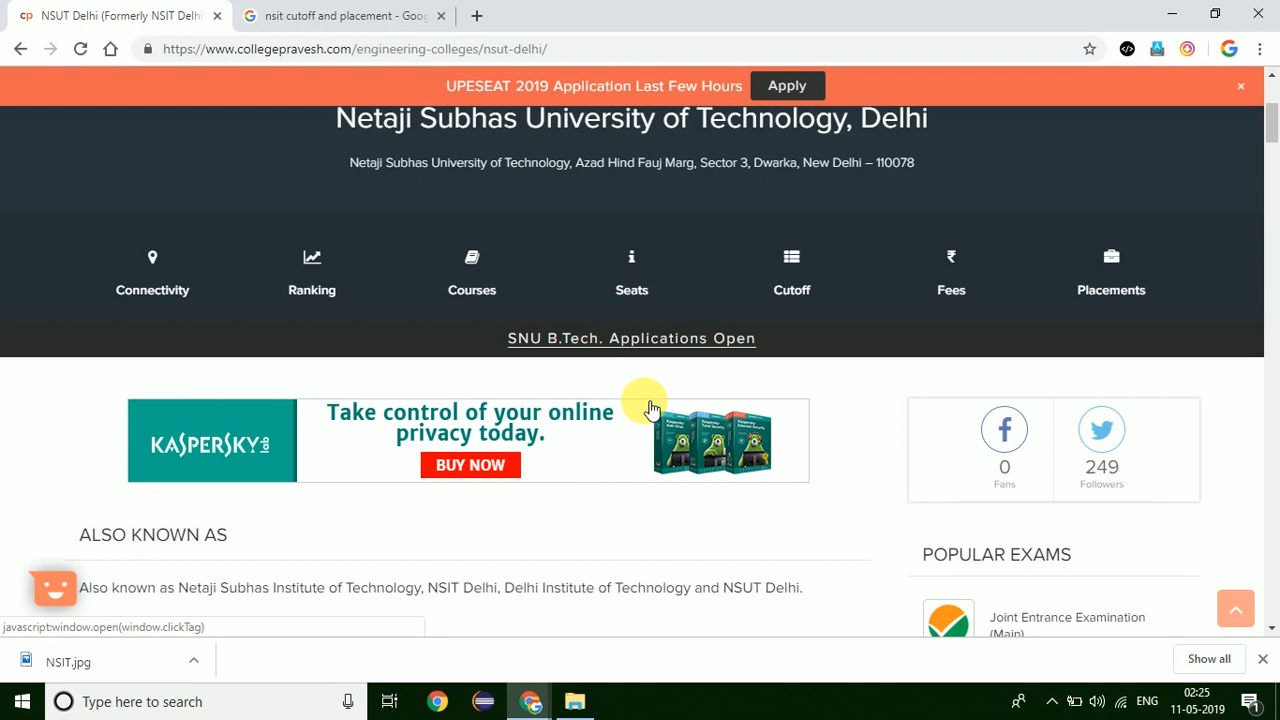 NSUT Delhi (Formerly NSIT Delhi
nsit cutoff and placement - Goog
https://www.collegepravesh.com/engineering-colleges/nsut-delhi/
UPESEAT 2019 Application Last Few Hours Apply
Netaji Subhas University of Technology, Delhi
Netaji Subhas University of Technology, Azad Hind Fauj Marg, Sector 3, Dwarka, New Delhi – 110078
Connectivity Ranking Courses Seats Cutoff Fees Placements
SNU B.Tech. Applications Open
KASPERSKY lab
Take control of your online
privacy today.
BUY NOW
0
Fans
249
Followers
ALSO KNOWN AS
Also known as Netaji Subhas Institute of Technology, NSIT Delhi, Delhi Institute of Technology and NSUT Delhi.
POPULAR EXAMS
Joint Entrance Examination
(Main)
javascript:window.open(window.clickTag)
NSIT.jpg
Show all
Type here to search
ENG
02:25
11-05-2019
1